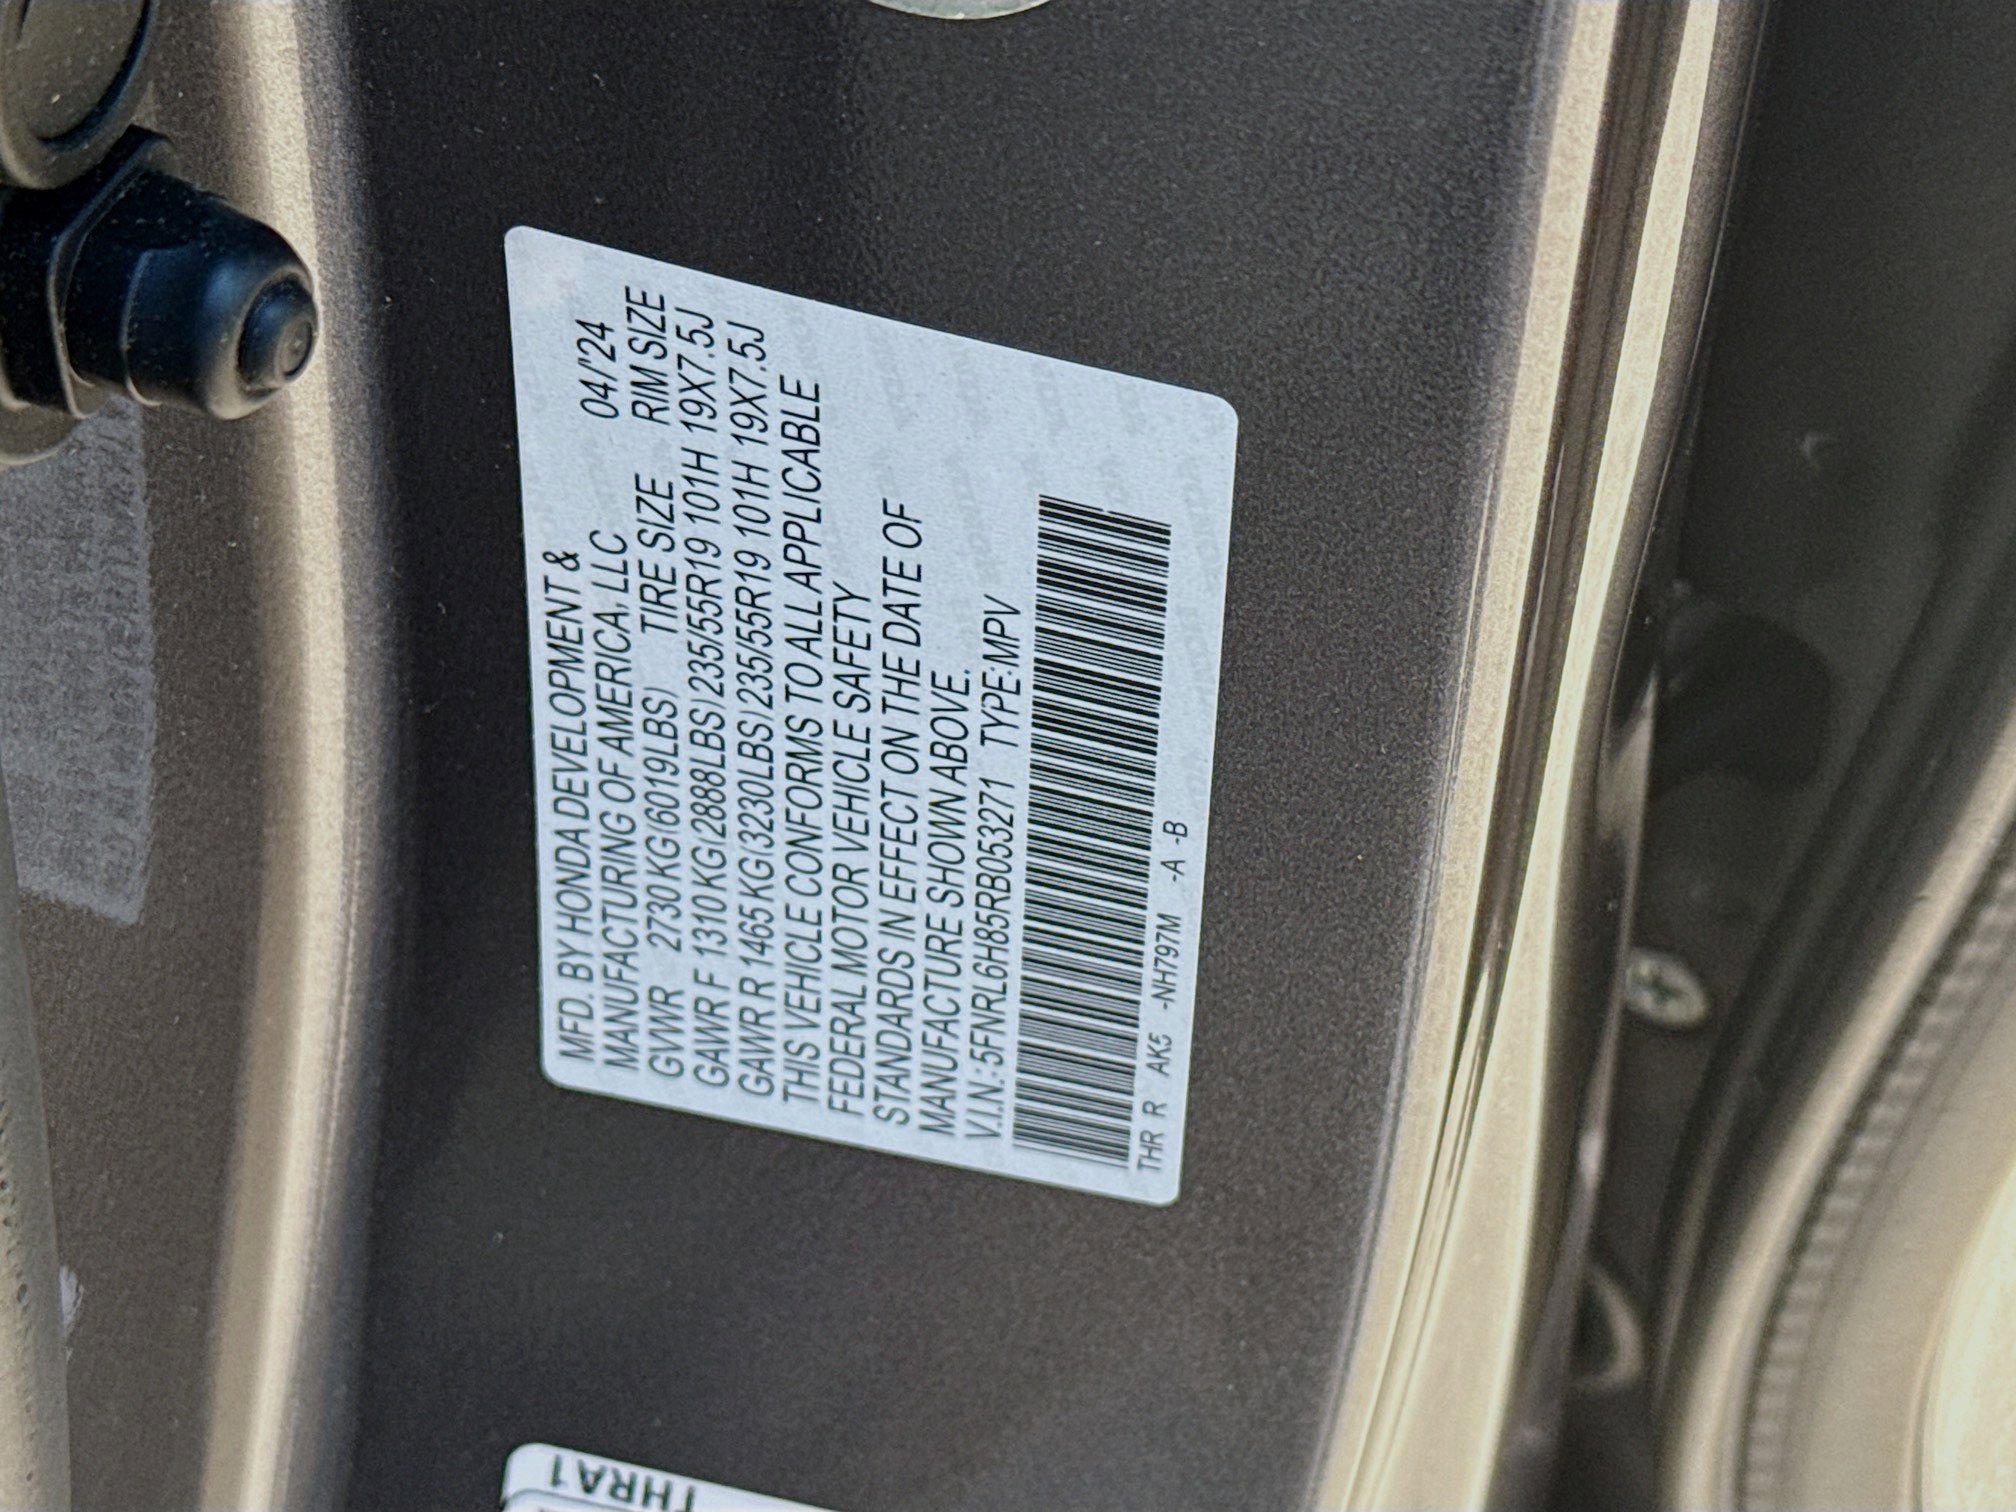 MFD. BY HONDA DEVELOPMENT &
MANUFACTURING OF AMERICA, LLC 04/'24
GVWR 2730 KG(6019LBS) TIRE SIZE RIM SIZE
GAWR F 1310 KG(2888LBS) 235/55R19 101H 19X7.5J
GAWR R 1465 KG(3230LBS) 235/55R19 101H 19X7.5J
THIS VEHICLE CONFORMS TO ALL APPLICABLE
FEDERAL MOTOR VEHICLE SAFETY
STANDARDS IN EFFECT ON THE DATE OF
MANUFACTURE SHOWN ABOVE.
V.I.N.: 5FNRL6H85RB053271 TYPE:MPV
THR R AK5 -NH797M -A -B
THRA1